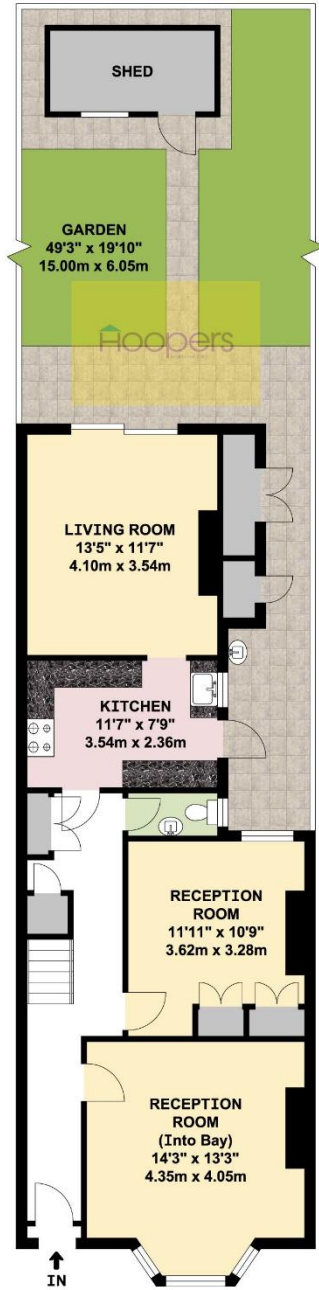 SHED
GARDEN
49'3" x 19'10"
15.00m x 6.05m
Hoopers
LIVING ROOM
13'5" x 11'7"
4.10m x 3.54m
KITCHEN
11'7" x 7'9"
3.54m x 2.36m
RECEPTION
ROOM
11'11" x 10'9"
3.62m x 3.28m
RECEPTION
ROOM
(Into Bay)
14'3" x 13'3"
4.35m x 4.05m
IN